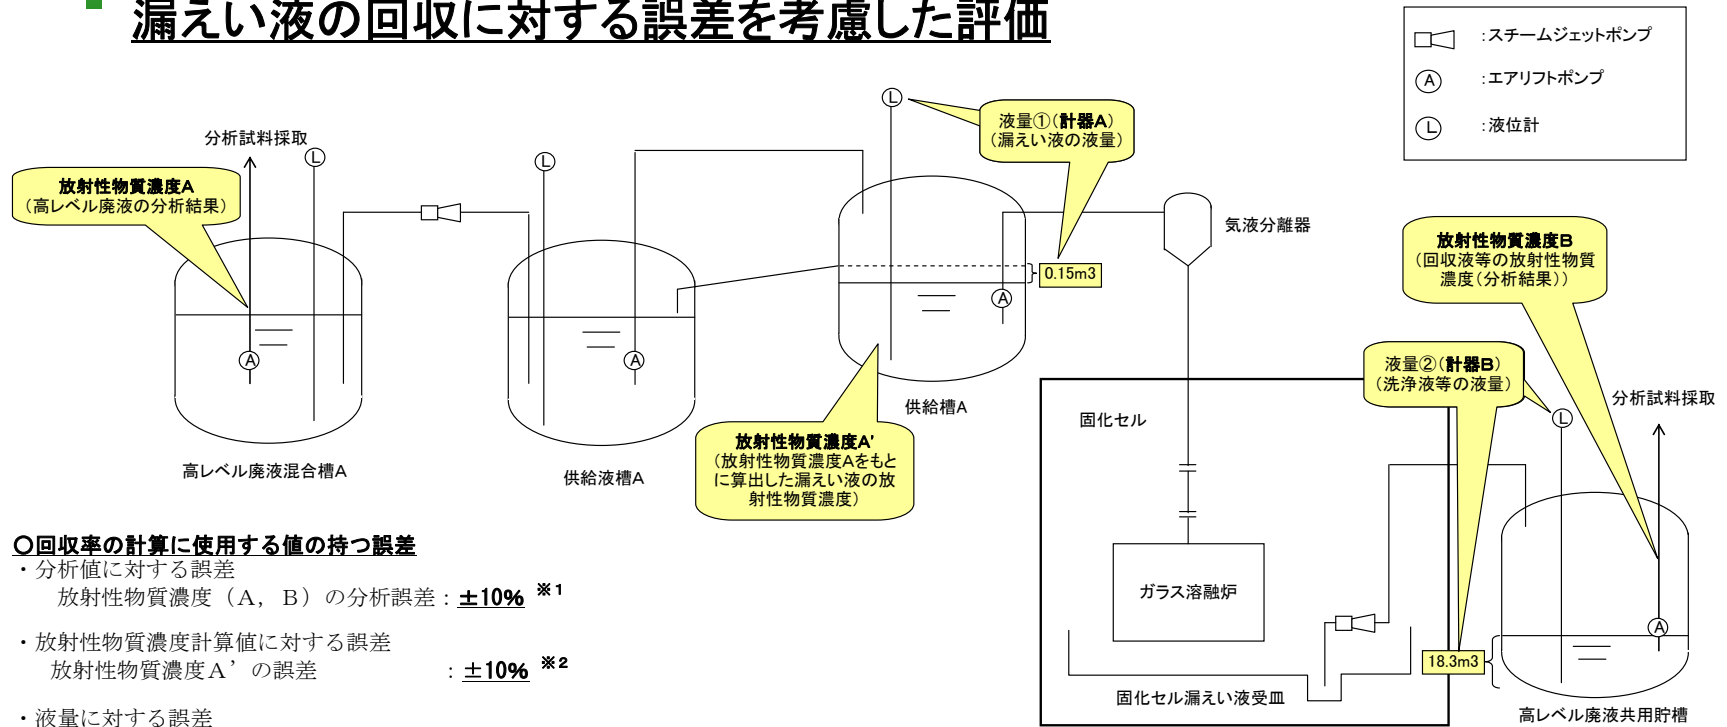 漏えい液の回収に対する誤差を考慮した評価
:スチームジェットポンプ
A
:エアリフトポンプ
L
:液位計
分析試料採取
L
放射性物質濃度A
(高レベル廃液の分析結果)
A
高レベル廃液混合槽A
L
A
供給液槽A
L
液量①(計器A)
(漏えい液の液量)
0.15m3
A
供給槽A
放射性物質濃度A'
(放射性物質濃度Aをもと
に算出した漏えい液の放
射性物質濃度)
気液分離器
固化セル
ガラス溶融炉
固化セル漏えい液受皿
放射性物質濃度B
(回収液等の放射性物質
濃度(分析結果))
液量②(計器B)
(洗浄液等の液量)
分析試料採取
L
A
18.3m3
高レベル廃液共用貯槽
○回収率の計算に使用する値の持つ誤差
・分析値に対する誤差
放射性物質濃度(A,B)の分析誤差:±10% ※1
・放射性物質濃度計算値に対する誤差
放射性物質濃度A’の誤差 :±10% ※2
・液量に対する誤差